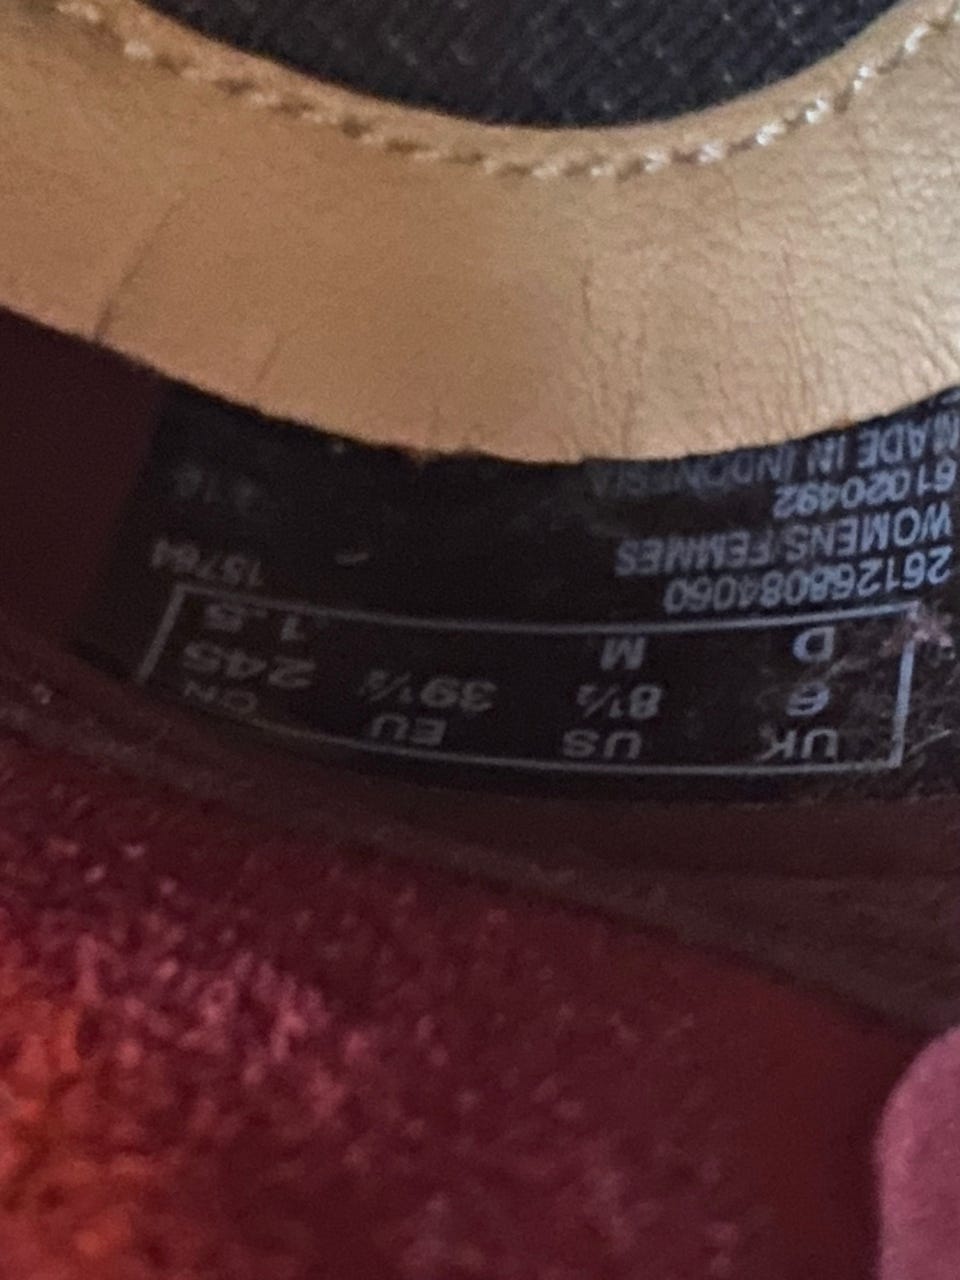 UK US EU CN
6 8½ 39½ 245
D M 1.5
261268084060 15764
WOMENS/FEMMES
61020492
MADE IN INDONESIA